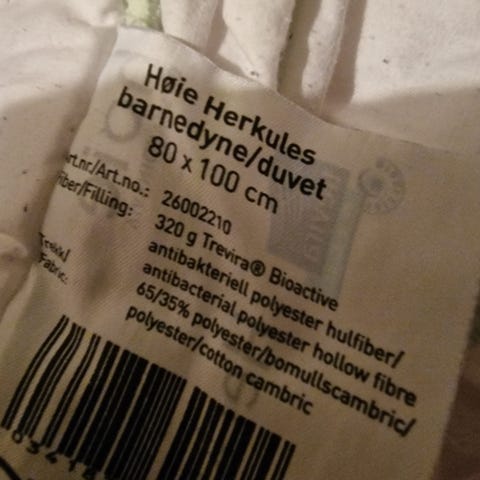 Høie Herkules
barnedyne/duvet
80 x 100 cm
Art.nr/Art.no.: 26002210
Fiber/Filling: 320 g Trevira® Bioactive
antibakteriell polyester hulfiber/
antibacterial polyester hollow fibre
Trekk/ 65/35% polyester/bomullscambric/
Fabric: polyester/cotton cambric